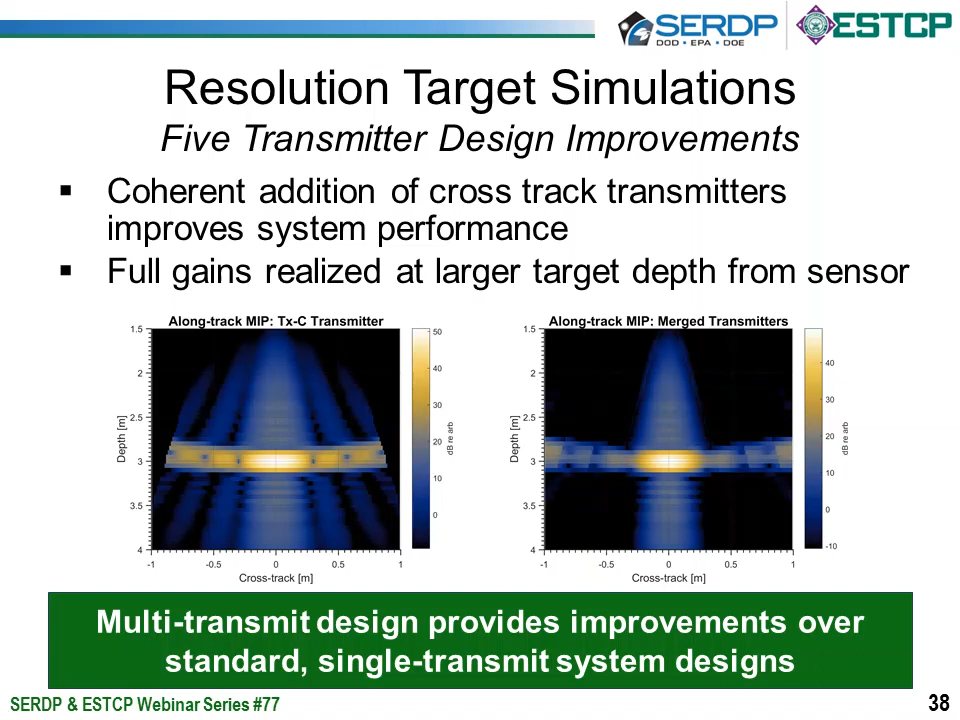 SERDP
DOD • EPA • DOE
ESTCP
Resolution Target Simulations
Five Transmitter Design Improvements
▪ Coherent addition of cross track transmitters
improves system performance
▪ Full gains realized at larger target depth from sensor
Along-track MIP: Tx-C Transmitter
1.5
2
2.5
3
3.5
4
Depth [m]
-1
-0.5
0
0.5
1
Cross-track [m]
50
40
30
20
10
0
dB re arb
Along-track MIP: Merged Transmitters
1.5
2
2.5
3
3.5
4
Depth [m]
-1
-0.5
0
0.5
1
Cross-track [m]
40
30
20
10
0
-10
dB re arb
Multi-transmit design provides improvements over
standard, single-transmit system designs
SERDP & ESTCP Webinar Series #77
38